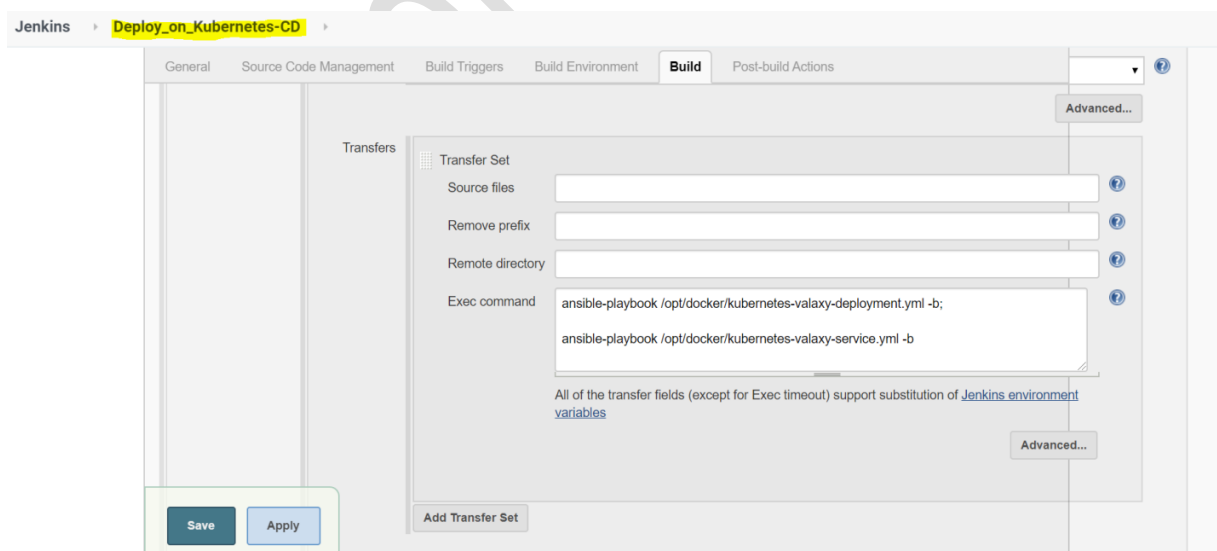 Jenkins Deploy_on_Kubernetes-CD
General Source Code Management Build Triggers Build Environment Build Post-build Actions
Advanced...
Transfers
Transfer Set
Source files
Remove prefix
Remote directory
Exec command
ansible-playbook /opt/docker/kubernetes-valaxy-deployment.yml -b;
ansible-playbook /opt/docker/kubernetes-valaxy-service.yml -b
All of the transfer fields (except for Exec timeout) support substitution of Jenkins environment
variables
Advanced...
Add Transfer Set
Save Apply